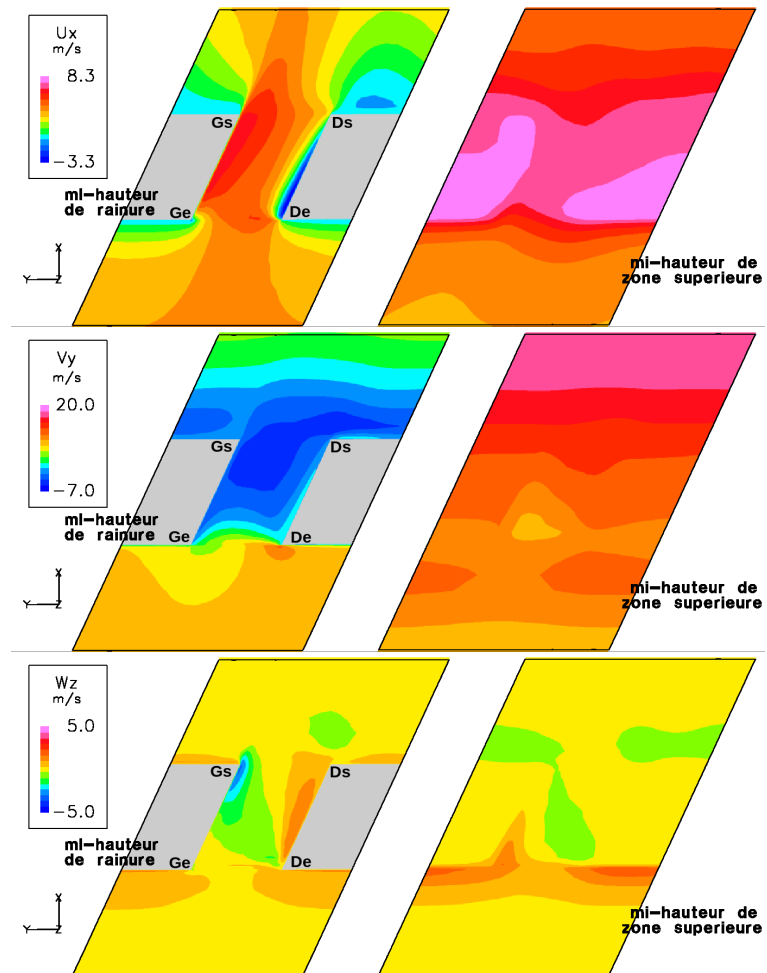 Ux
m/s
8.3
−3.3
Gs
Ds
mi−hauteur
de rainure
Ge
De
X
Y
Z
mi−hauteur de
zone superieure
Vy
m/s
20.0
−7.0
Gs
Ds
mi−hauteur
de rainure
Ge
De
X
Y
Z
mi−hauteur de
zone superieure
Wz
m/s
5.0
−5.0
Gs
Ds
mi−hauteur
de rainure
Ge
De
X
Y
Z
mi−hauteur de
zone superieure